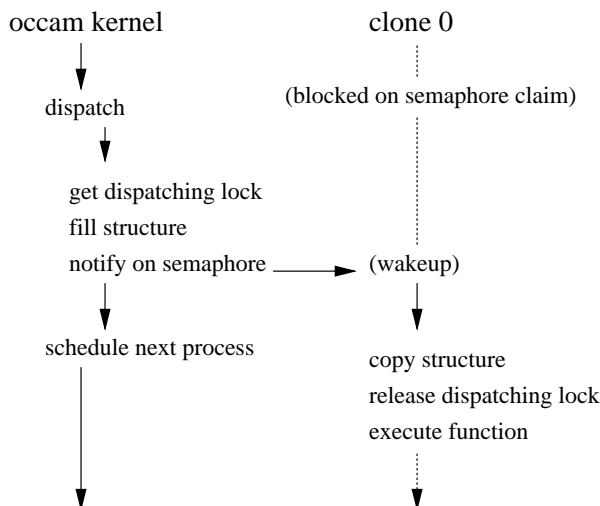 occam kernel
clone 0
dispatch
(blocked on semaphore claim)
get dispatching lock
fill structure
notify on semaphore
(wakeup)
schedule next process
copy structure
release dispatching lock
execute function